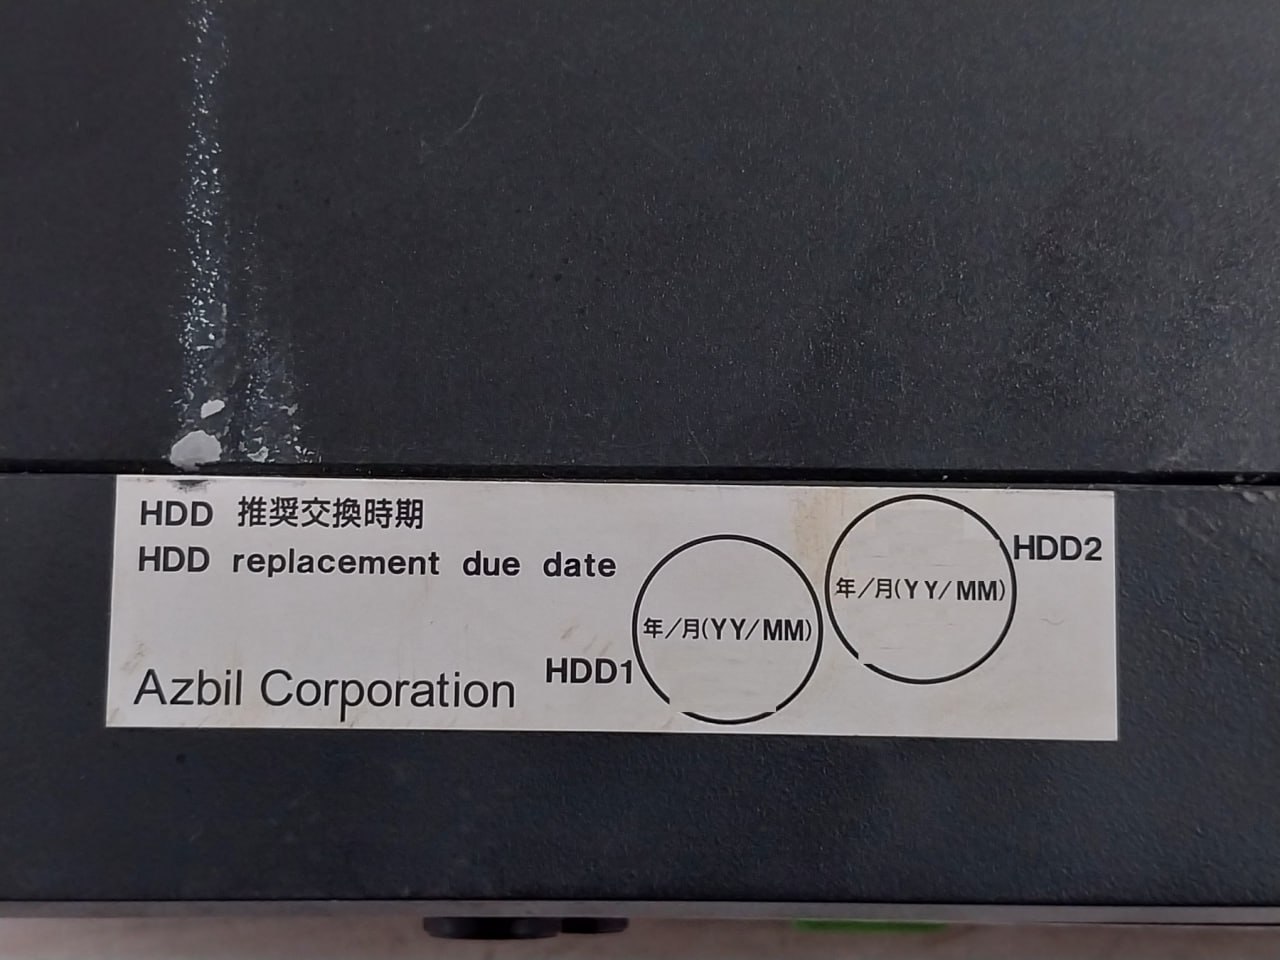 HDD 推奨交換時期
HDD replacement due date
年/月(YY/MM)
HDD1
年/月(YY/MM)
HDD2
Azbil Corporation